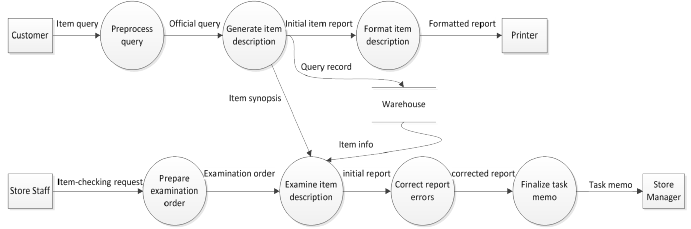 Item query
Official query
Initial item report
Formatted report
Customer
Preprocess
query
Generate item
description
Format item
description
Printer
Query record
Item synopsis
Warehouse
Item info
Item-checking request
Examination order
initial report
corrected report
Task memo
Store Staff
Prepare
examination
order
Examine item
description
Correct report
errors
Finalize task
memo
Store
Manager